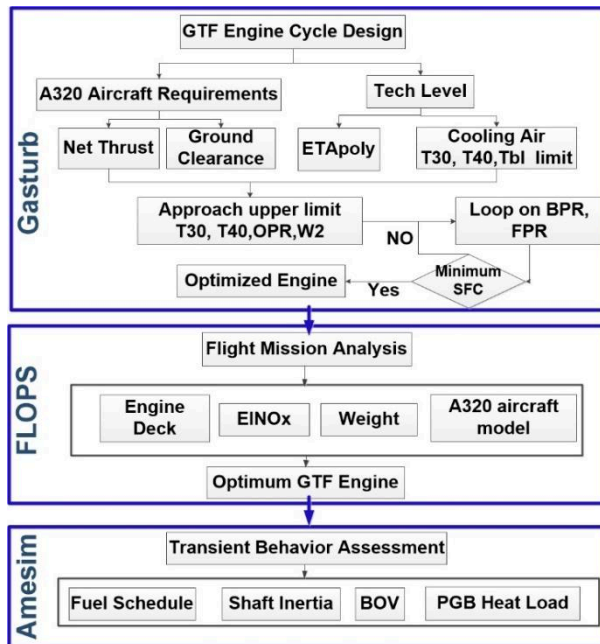 GTF Engine Cycle Design
A320 Aircraft Requirements
Tech Level
Net Thrust
Ground
Clearance
ETApoly
Cooling Air
T30, T40,Tbl limit
Approach upper limit
T30, T40,OPR,W2
Loop on BPR,
FPR
NO
Minimum
SFC
Yes
Optimized Engine
Gasturb
Flight Mission Analysis
Engine
Deck
EINOx
Weight
A320 aircraft
model
Optimum GTF Engine
FLOPS
Transient Behavior Assessment
Fuel Schedule
Shaft Inertia
BOV
PGB Heat Load
Amesim